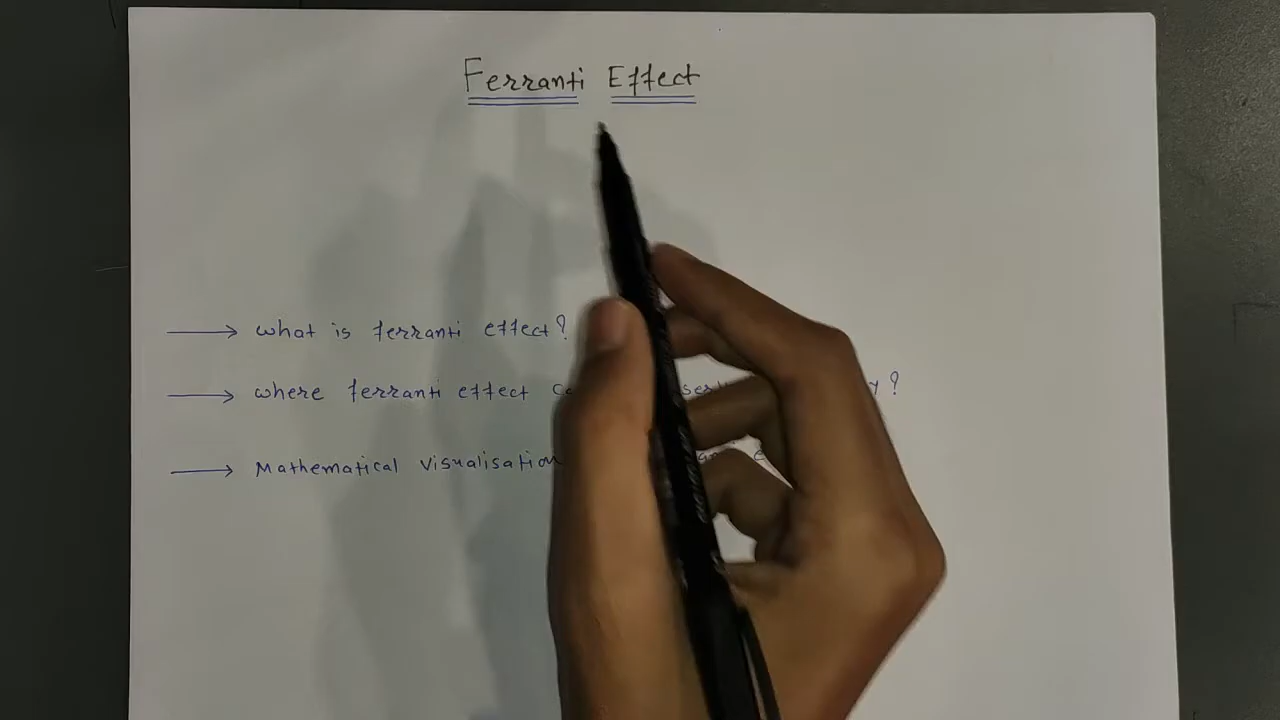 Ferranti Effect
what is ferranti effect?
where ferranti effect ?
Mathematical visualisation